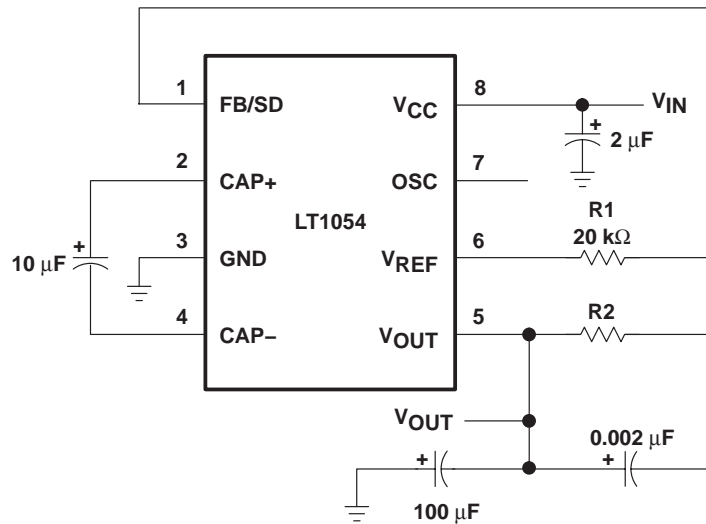 1 FB/SD VCC 8 VIN
+
2 µF
2 CAP+ OSC 7
LT1054
R1
20 kΩ
+
10 µF
3 GND VREF 6
R2
4 CAP− VOUT 5
VOUT
0.002 µF
+
+
100 µF